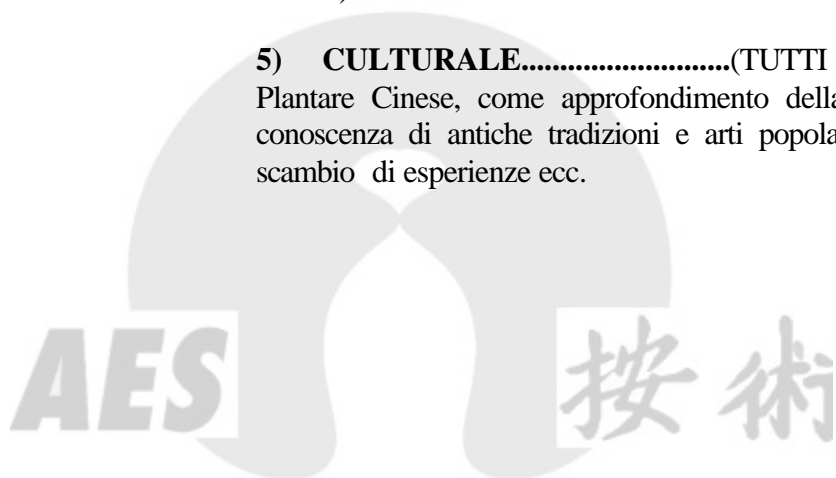 5) CULTURALE...........................(TUTTI
Plantare Cinese, come approfondimento della
conoscenza di antiche tradizioni e arti popola
scambio di esperienze ecc.
AES 按術